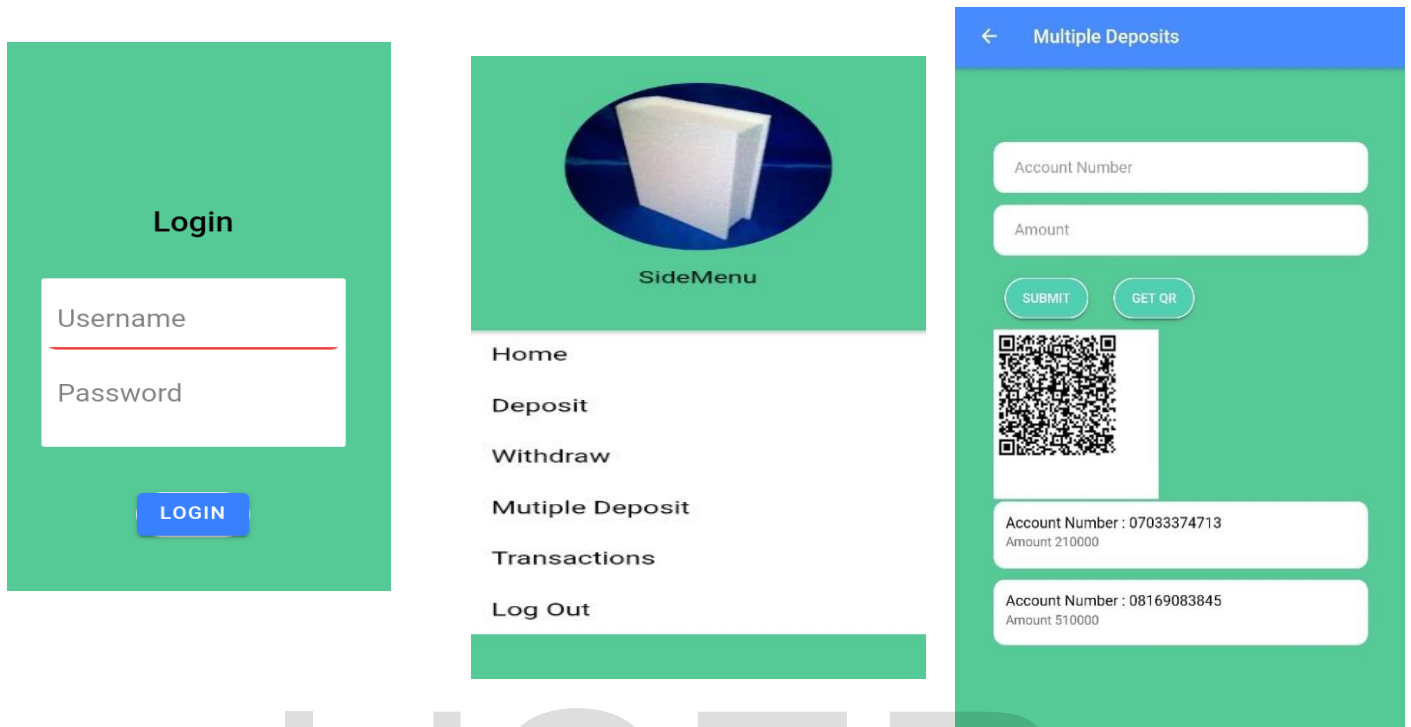 Login
Username
Password
LOGIN
SideMenu
Home
Deposit
Withdraw
Mutiple Deposit
Transactions
Log Out
Multiple Deposits
Account Number
Amount
SUBMIT
GET QR
Account Number : 07033374713
Amount 210000
Account Number : 08169083845
Amount 510000